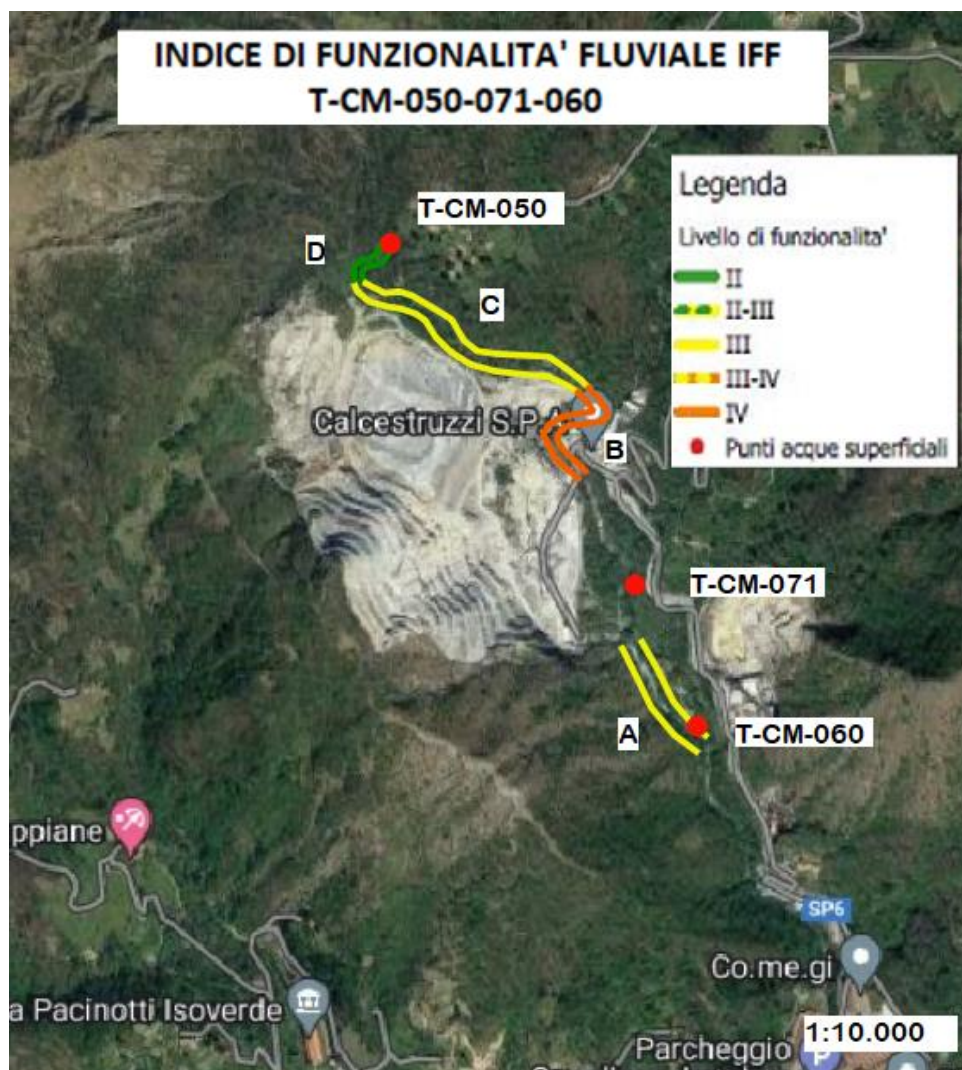 INDICE DI FUNZIONALITA' FLUVIALE IFF
T-CM-050-071-060
Legenda
Livello di funzionalita'
II
II-III
III
III-IV
IV
Punti acque superficiali
T-CM-050
D
C
Calcestruzzi S.P.
B
T-CM-071
A
T-CM-060
ppiane
SP6
Co.me.gi
a Pacinotti Isoverde
1:10.000
Parcheggio
P